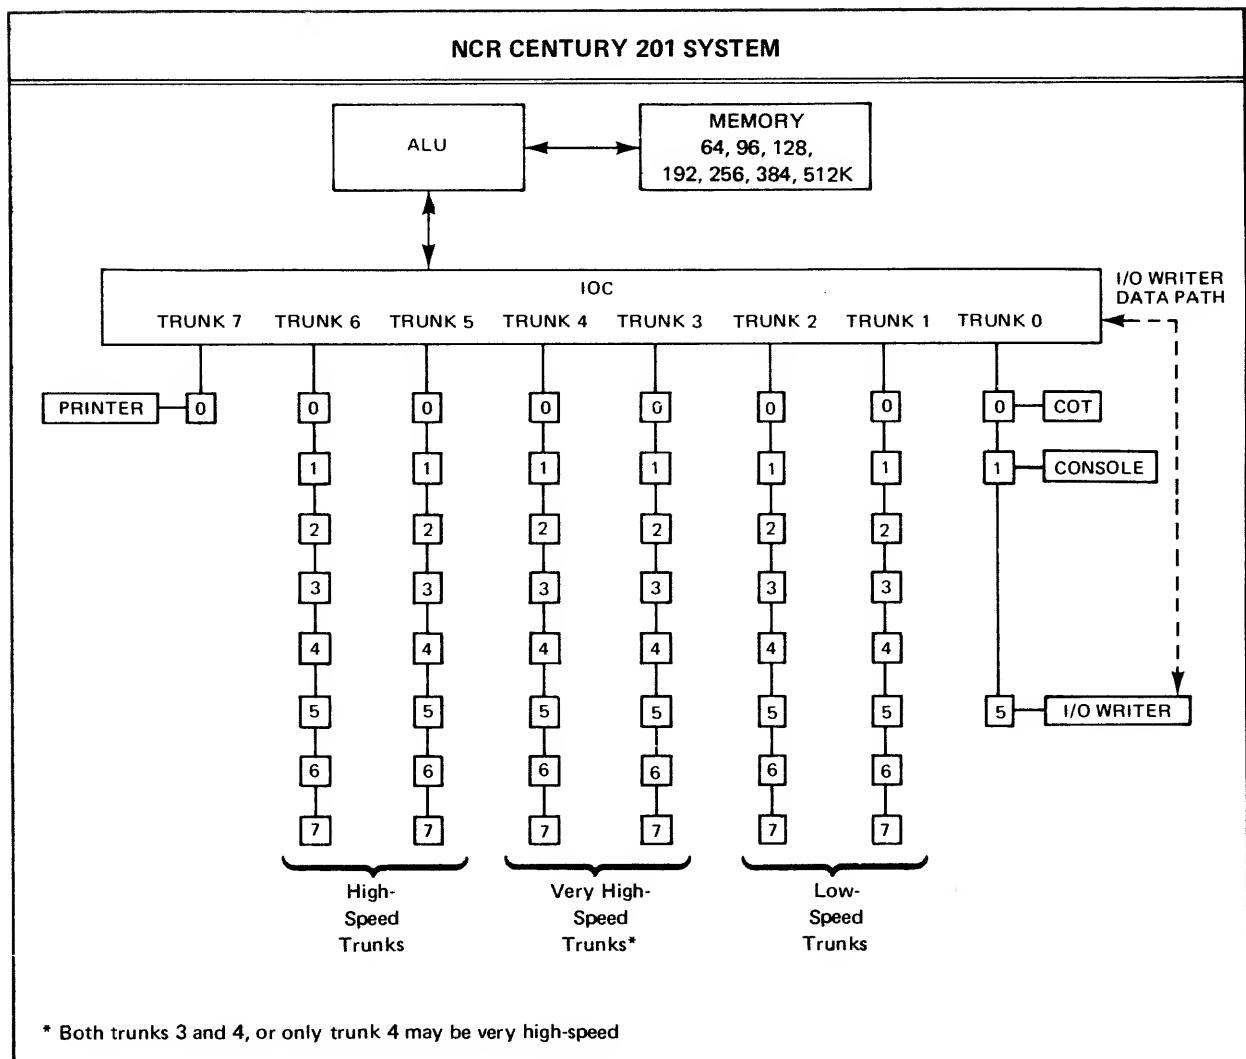 NCR CENTURY 201 SYSTEM
ALU
MEMORY
64, 96, 128,
192, 256, 384, 512K
IOC
I/O WRITER
DATA PATH
TRUNK 7 TRUNK 6 TRUNK 5 TRUNK 4 TRUNK 3 TRUNK 2 TRUNK 1 TRUNK 0
PRINTER 0 0 0 0 0 0 0 0 COT
1 1 1 1 1 1 1 CONSOLE
2 2 2 2 2 2
3 3 3 3 3 3
4 4 4 4 4 4
5 5 5 5 5 5 5 I/O WRITER
6 6 6 6 6 6
7 7 7 7 7 7
High-
Speed
Trunks
Very High-
Speed
Trunks*
Low-
Speed
Trunks
* Both trunks 3 and 4, or only trunk 4 may be very high-speed